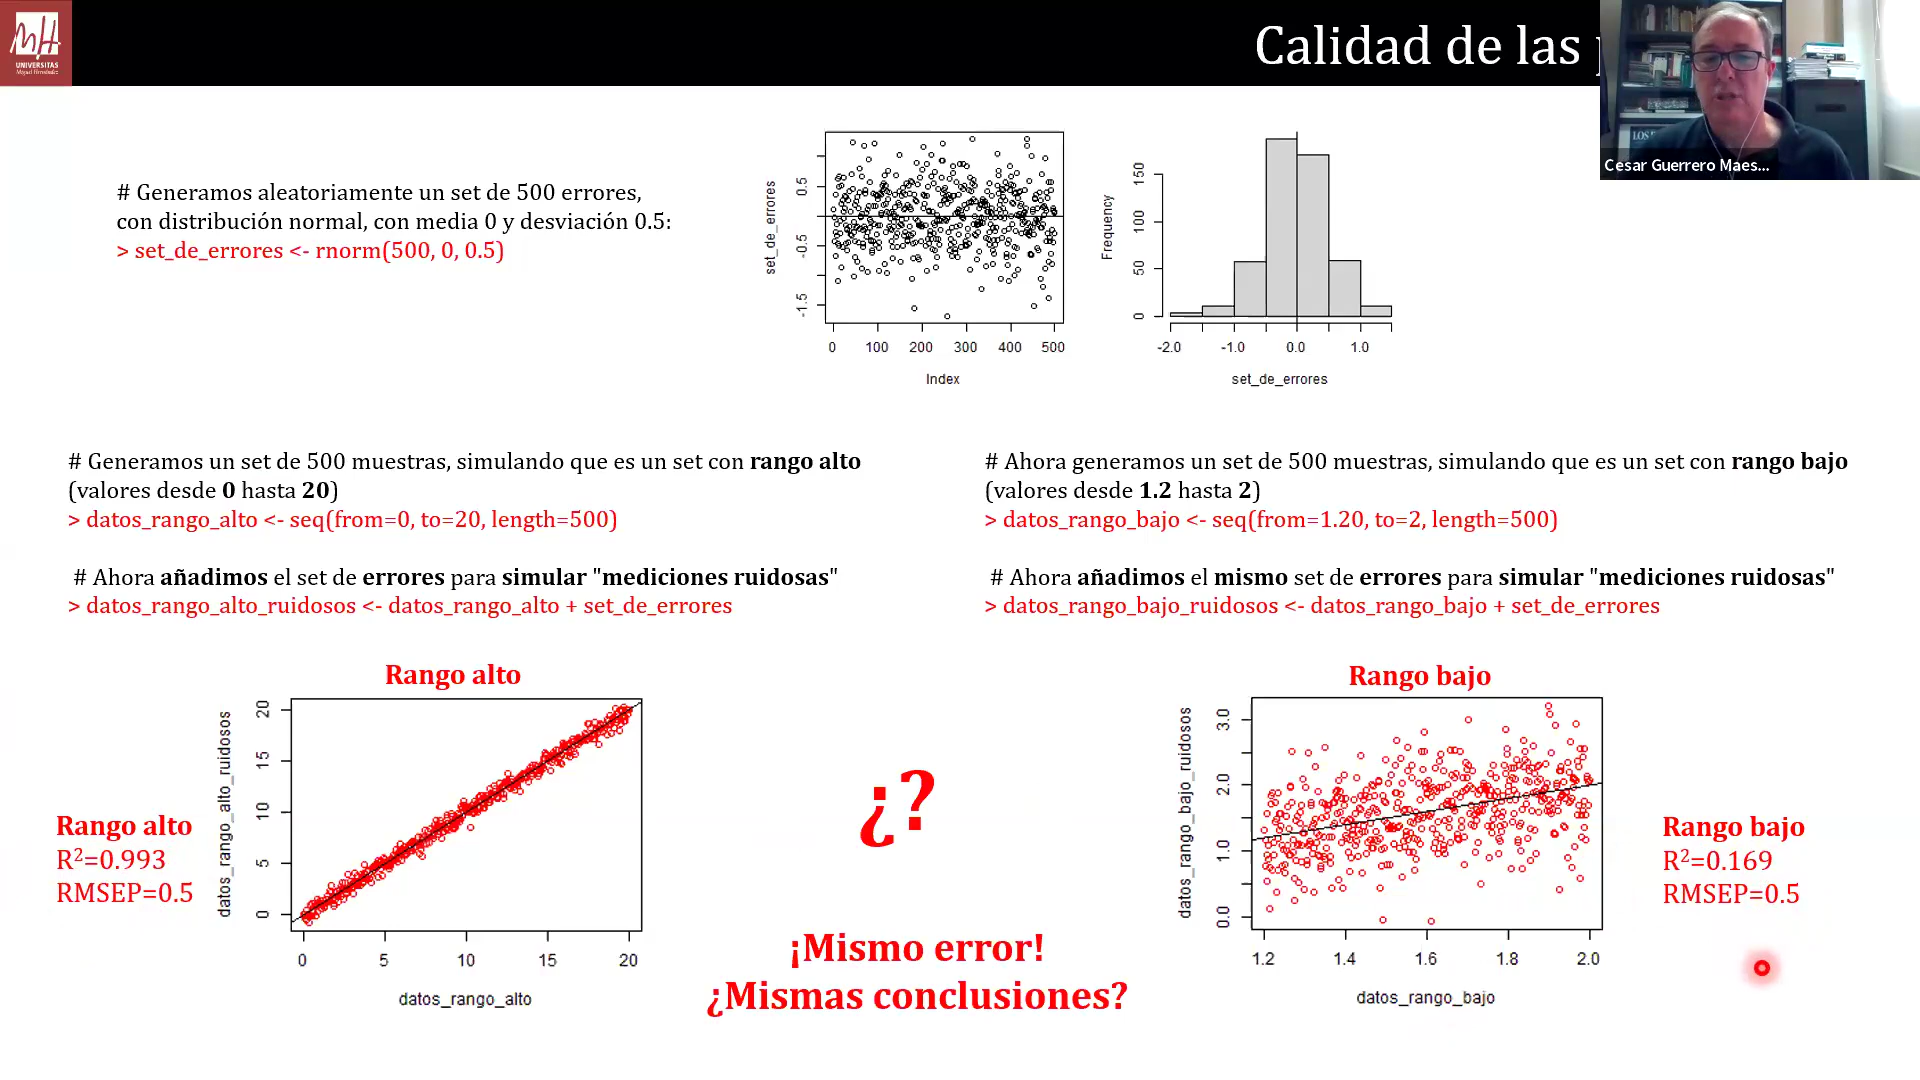 UNIVERSITAS
Miguel Hernández
Calidad de las
LOS
Cesar Guerrero Maes...
# Generamos aleatoriamente un set de 500 errores,
con distribución normal, con media 0 y desviación 0.5:
> set_de_errores <- rnorm(500, 0, 0.5)
set_de_errores
0.5
-0.5
-1.5
0 100 200 300 400 500
Index
Frequency
150
100
50
0
-2.0 -1.0 0.0 1.0
set_de_errores
# Generamos un set de 500 muestras, simulando que es un set con rango alto
(valores desde 0 hasta 20)
> datos_rango_alto <- seq(from=0, to=20, length=500)
# Ahora añadimos el set de errores para simular "mediciones ruidosas"
> datos_rango_alto_ruidosos <- datos_rango_alto + set_de_errores
# Ahora generamos un set de 500 muestras, simulando que es un set con rango bajo
(valores desde 1.2 hasta 2)
> datos_rango_bajo <- seq(from=1.20, to=2, length=500)
# Ahora añadimos el mismo set de errores para simular "mediciones ruidosas"
> datos_rango_bajo_ruidosos <- datos_rango_bajo + set_de_errores
Rango alto
datos_rango_alto_ruidosos
20
15
10
5
0
0 5 10 15 20
datos_rango_alto
Rango alto
R²=0.993
RMSEP=0.5
¿?
¡Mismo error!
¿Mismas conclusiones?
Rango bajo
datos_rango_bajo_ruidosos
3.0
2.0
1.0
0.0
1.2 1.4 1.6 1.8 2.0
datos_rango_bajo
Rango bajo
R²=0.169
RMSEP=0.5